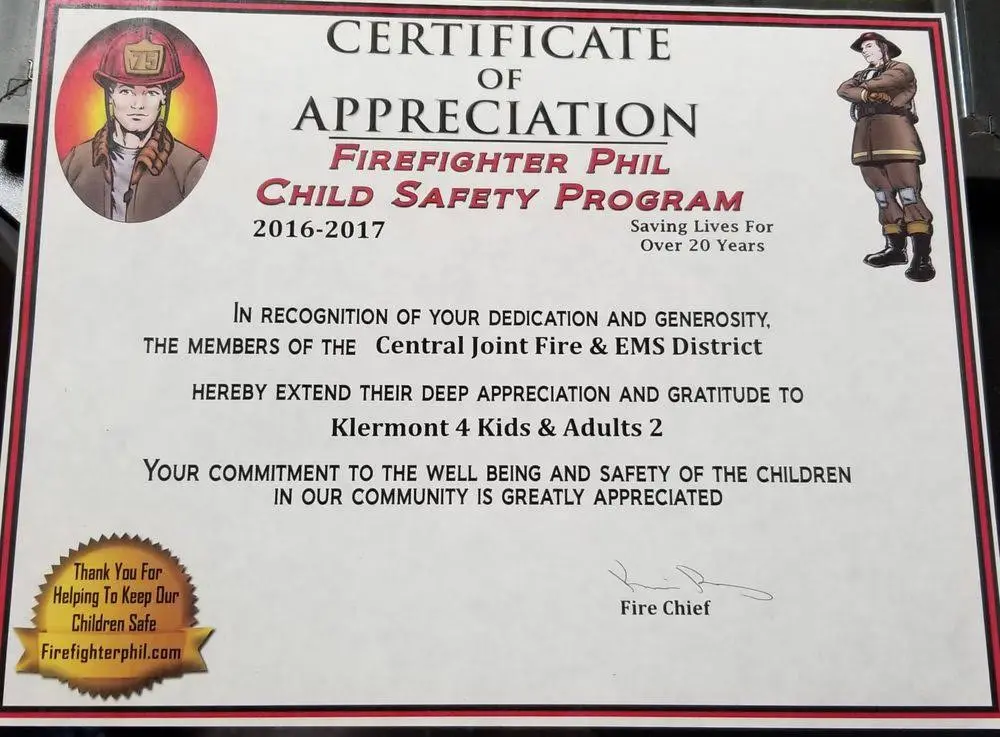 75
CERTIFICATE
OF
APPRECIATION
FIREFIGHTER PHIL
CHILD SAFETY PROGRAM
2016-2017
Saving Lives For
Over 20 Years
IN RECOGNITION OF YOUR DEDICATION AND GENEROSITY,
THE MEMBERS OF THE Central Joint Fire & EMS District
HEREBY EXTEND THEIR DEEP APPRECIATION AND GRATITUDE TO
Klermont 4 Kids & Adults 2
YOUR COMMITMENT TO THE WELL BEING AND SAFETY OF THE CHILDREN
IN OUR COMMUNITY IS GREATLY APPRECIATED
Fire Chief
Thank You For
Helping To Keep Our
Children Safe
Firefighterphil.com